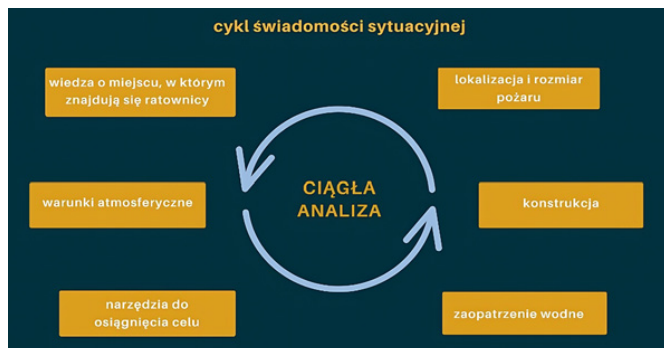 cykl świadomości sytuacyjnej
wiedza o miejscu, w którym
znajdują się ratownicy
lokalizacja i rozmiar
pożaru
warunki atmosferyczne
CIĄGŁA
ANALIZA
konstrukcja
narzędzia do
osiągnięcia celu
zaopatrzenie wodne